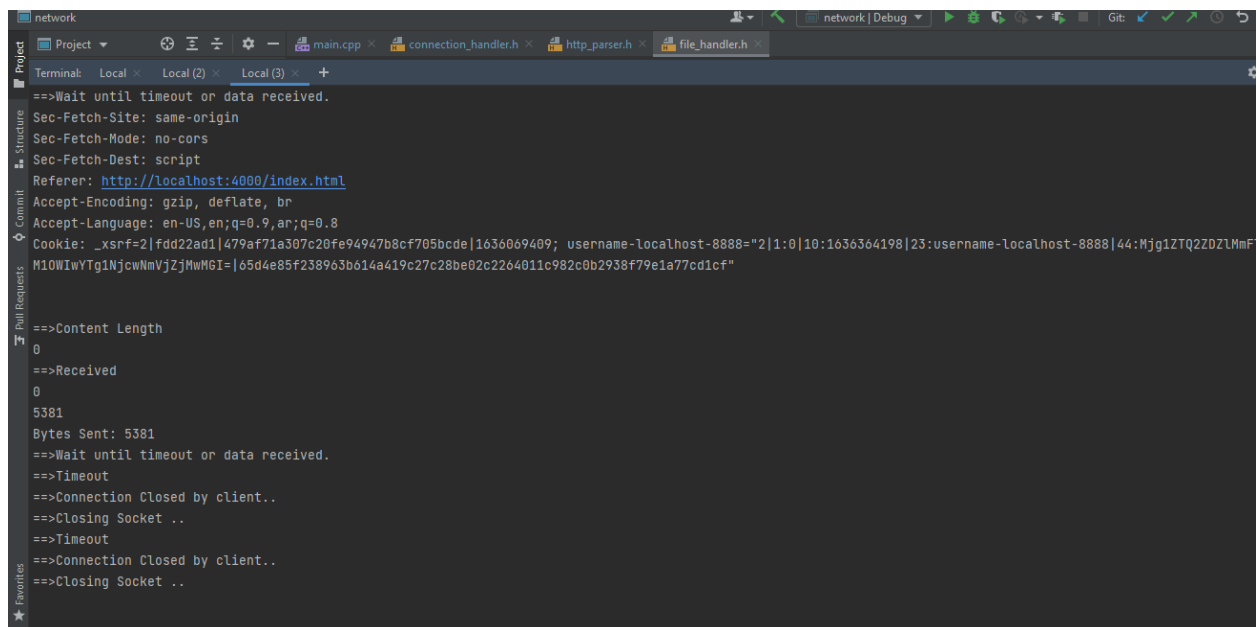 network
network | Debug
Git:
Project
main.cpp
connection_handler.h
http_parser.h
file_handler.h
Terminal: Local Local (2) Local (3) +
==>Wait until timeout or data received.
Sec-Fetch-Site: same-origin
Sec-Fetch-Mode: no-cors
Sec-Fetch-Dest: script
Referer: http://localhost:4000/index.html
Accept-Encoding: gzip, deflate, br
Accept-Language: en-US,en;q=0.9,ar;q=0.8
Cookie: _xsrf=2|fdd22ad1|479af71a307c20fe94947b8cf705bcde|1636069409; username-localhost-8888="2|1:0|10:1636364198|23:username-localhost-8888|44:Mjg1ZTQ2ZDZlMmF
M1OWIwYTg1NjcwNmVjZjMwMGI=|65d4e85f238963b614a419c27c28be02c2264011c982c0b2938f79e1a77cd1cf"
==>Content Length
0
==>Received
0
5381
Bytes Sent: 5381
==>Wait until timeout or data received.
==>Timeout
==>Connection Closed by client..
==>Closing Socket ..
==>Timeout
==>Connection Closed by client..
==>Closing Socket ..
Project
Structure
Commit
Pull Requests
Favorites